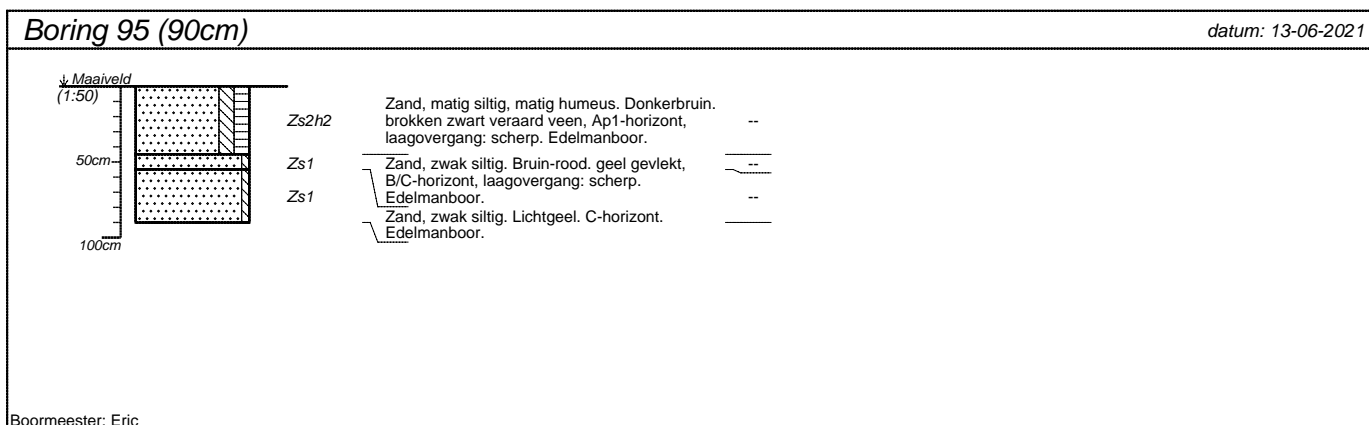 Boring 95 (90cm)
datum: 13-06-2021
Maaiveld
(1:50)
50cm
100cm
Zs2h2
Zand, matig siltig, matig humeus. Donkerbruin.
brokken zwart veraard veen, Ap1-horizont,
laagovergang: scherp. Edelmanboor.
--
Zs1
Zand, zwak siltig. Bruin-rood. geel gevlekt,
B/C-horizont, laagovergang: scherp.
Edelmanboor.
--
Zs1
Zand, zwak siltig. Lichtgeel. C-horizont.
Edelmanboor.
--
Boormeester: Eric